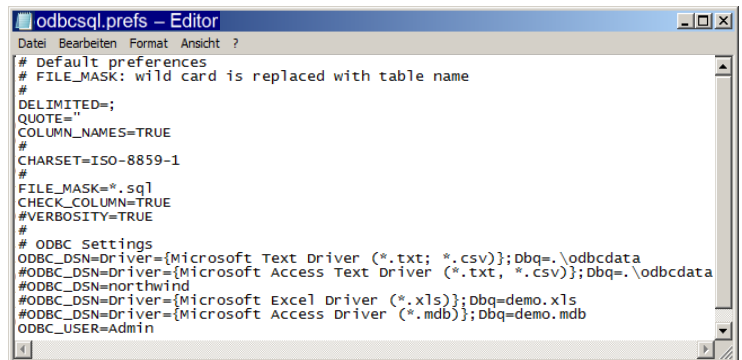 odbcsql.prefs – Editor
Datei Bearbeiten Format Ansicht ?
# Default preferences
# FILE_MASK: wild card is replaced with table name
#
DELIMITED=;
QUOTE="
COLUMN_NAMES=TRUE
#
CHARSET=ISO-8859-1
#
FILE_MASK=*.sql
CHECK_COLUMN=TRUE
#VERBOSITY=TRUE
#
# ODBC Settings
ODBC_DSN=Driver={Microsoft Text Driver (*.txt; *.csv)};Dbq=.\odbcdata
#ODBC_DSN=Driver={Microsoft Access Text Driver (*.txt, *.csv)};Dbq=.\odbcdata
#ODBC_DSN=northwind
#ODBC_DSN=Driver={Microsoft Excel Driver (*.xls)};Dbq=demo.xls
#ODBC_DSN=Driver={Microsoft Access Driver (*.mdb)};Dbq=demo.mdb
ODBC_USER=Admin